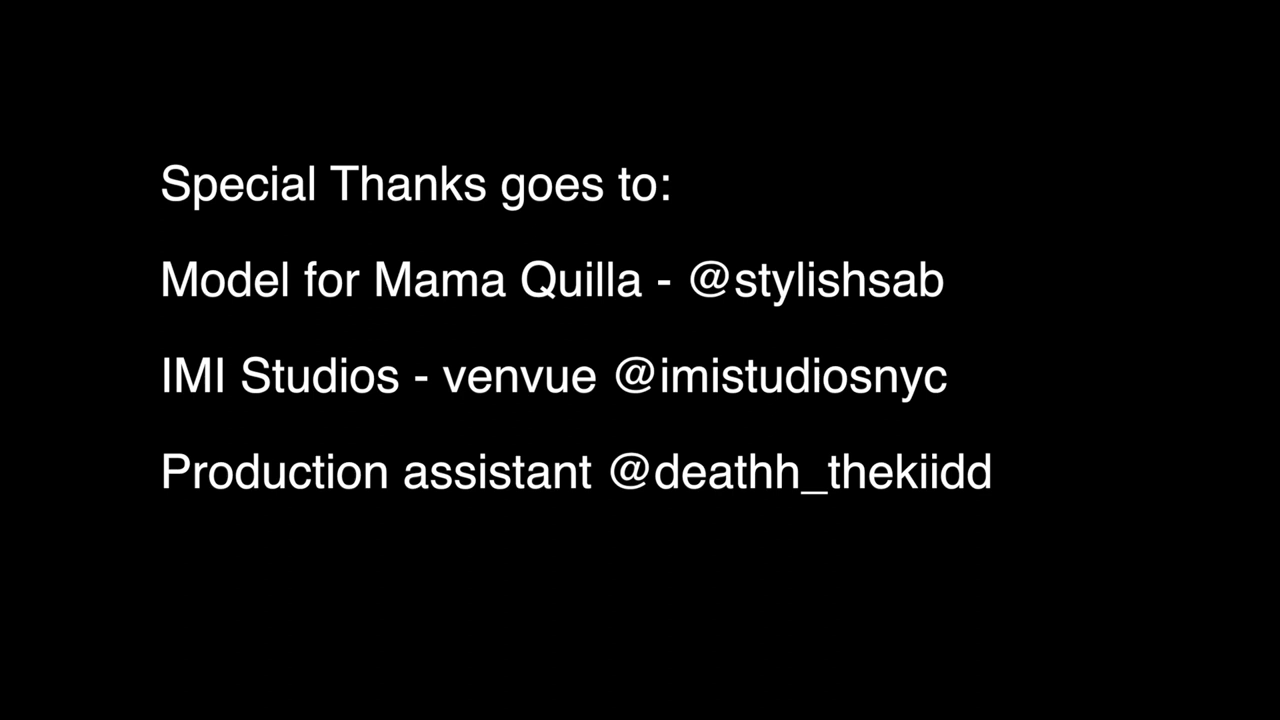 Special Thanks goes to:
Model for Mama Quilla - @stylishsab
IMI Studios - venvue @imistudiosnyc
Production assistant @deathh_thekiidd